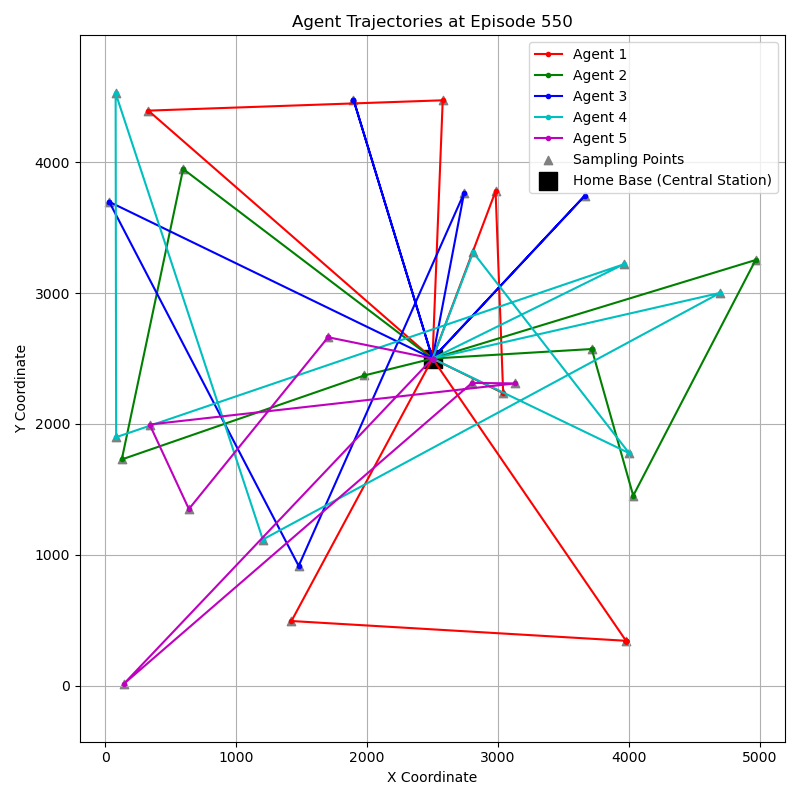 Agent Trajectories at Episode 550
Agent 1
Agent 2
Agent 3
Agent 4
Agent 5
Sampling Points
Home Base (Central Station)
Y Coordinate
4000
3000
2000
1000
0
0 1000 2000 3000 4000 5000
X Coordinate